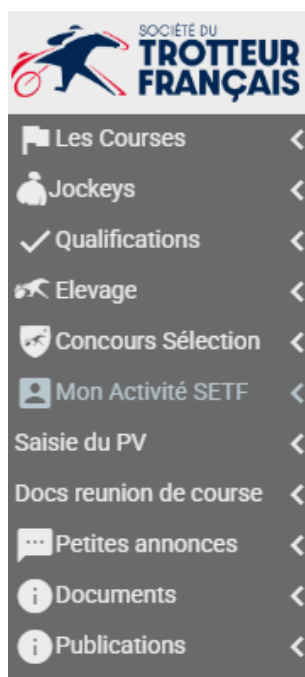 SOCIÉTÉ DU
TROTTEUR
FRANÇAIS
Les Courses
Jockeys
Qualifications
Elevage
Concours Sélection
Mon Activité SETF
Saisie du PV
Docs reunion de course
Petites annonces
Documents
Publications